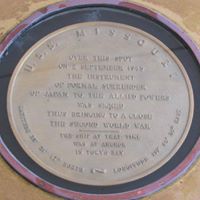 U.S.S. MISSOURI
OVER THIS SPOT
ON 2 SEPTEMBER 1945
THE INSTRUMENT
OF FORMAL SURRENDER
OF JAPAN TO THE ALLIED POWERS
WAS SIGNED
THUS BRINGING TO A CLOSE
THE SECOND WORLD WAR
THE SHIP AT THAT TIME
WAS AT ANCHOR
IN TOKYO BAY